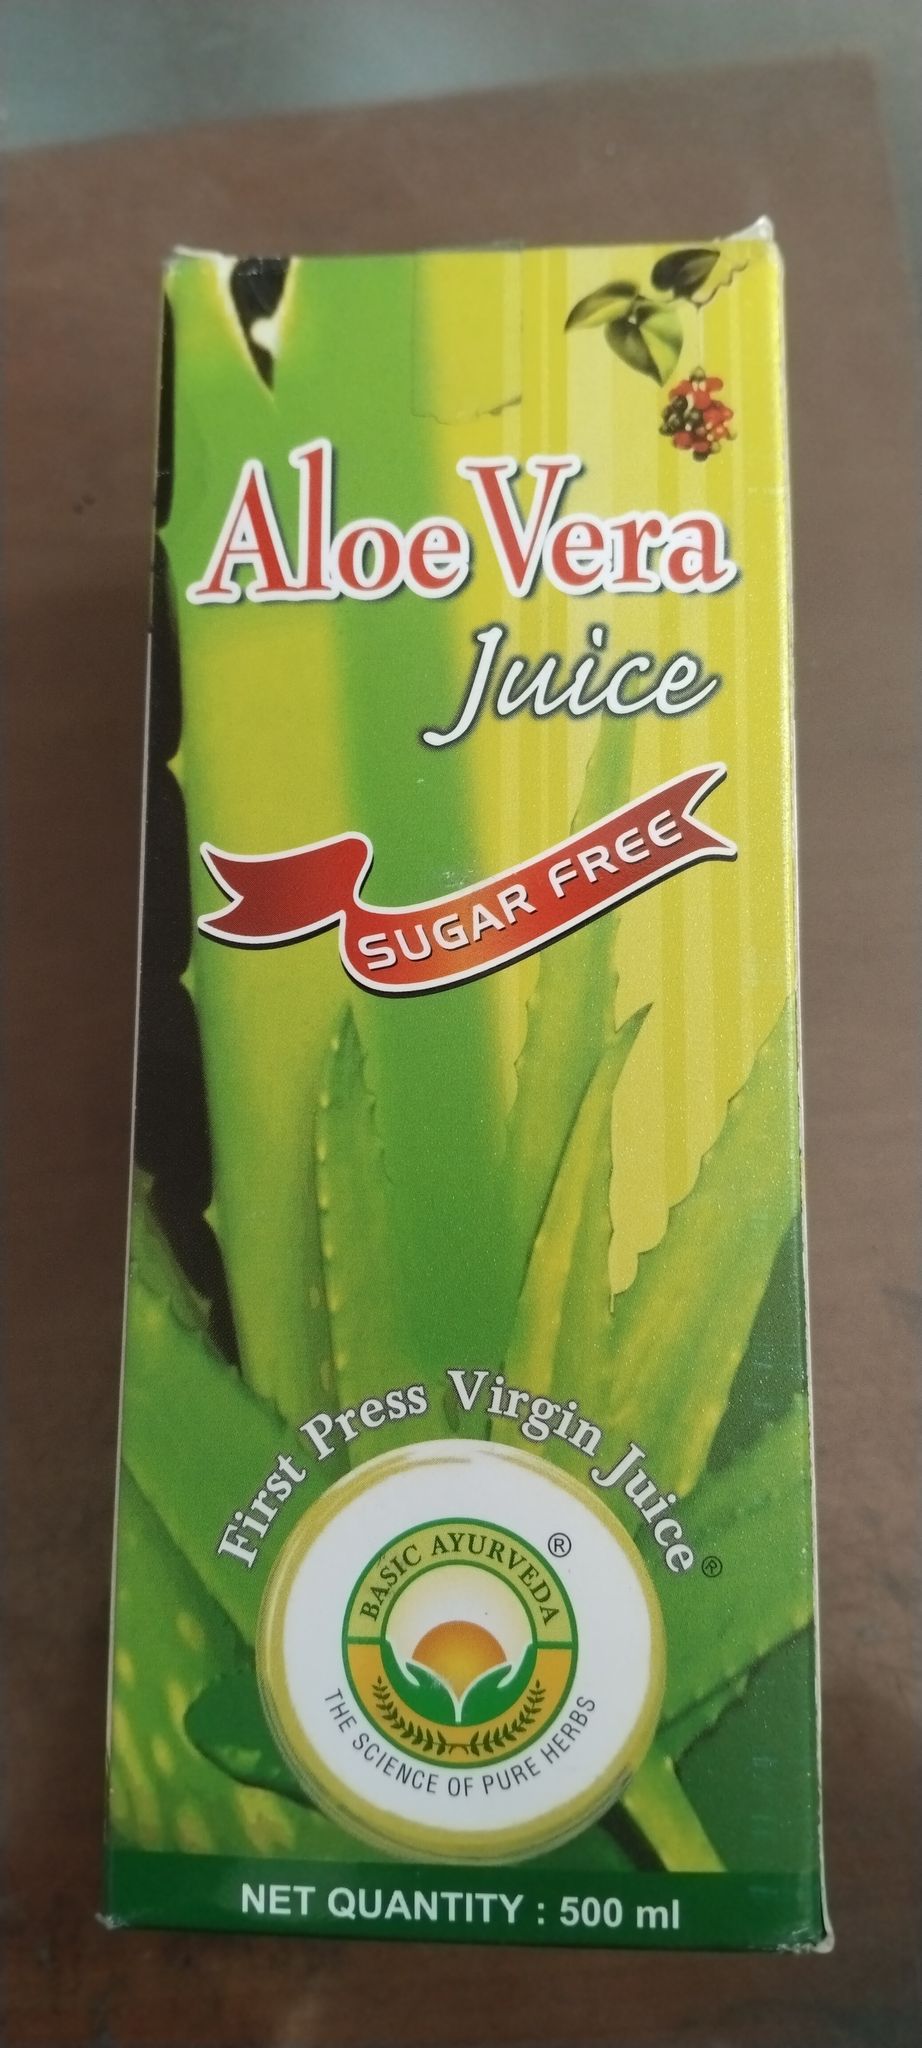 Aloe Vera
Juice
SUGAR FREE
First Press Virgin Juice®
BASIC AYURVEDA ®
THE SCIENCE OF PURE HERBS
NET QUANTITY : 500 ml